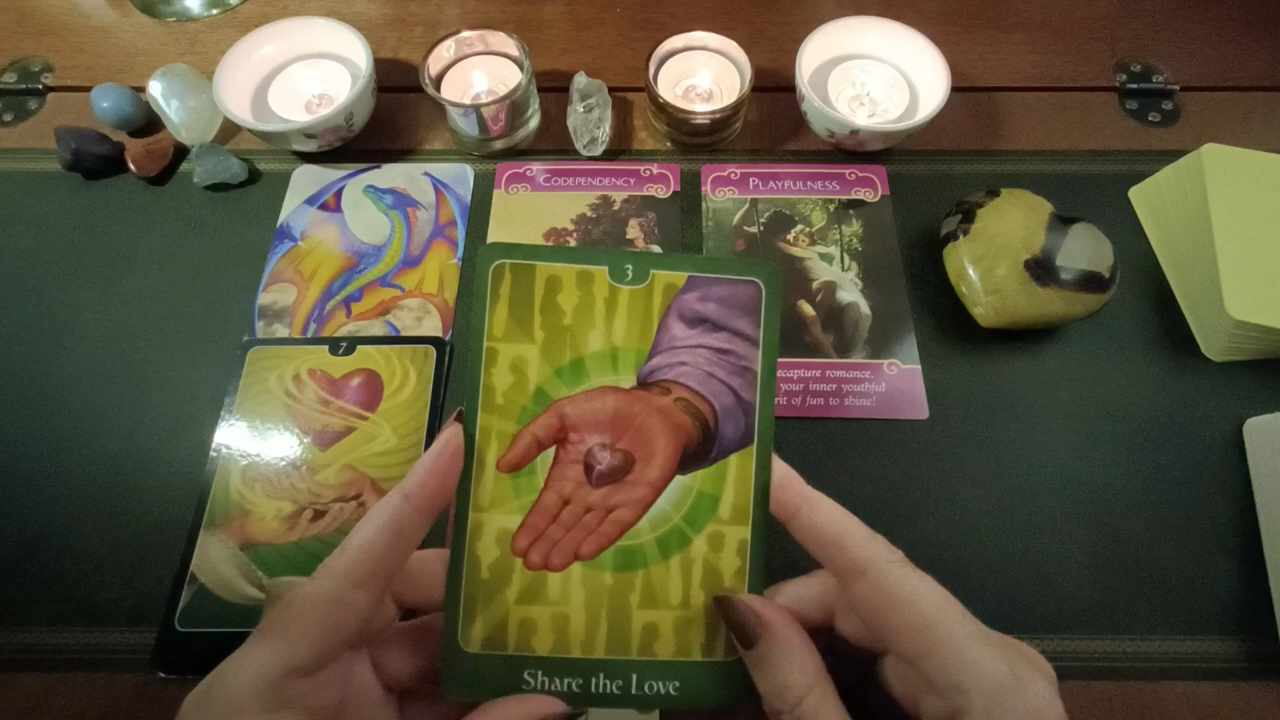 CODEPENDENCY
PLAYFULNESS
3
7
ecapture romance,
your inner youthful
rit of fun to shine!
Share the Love